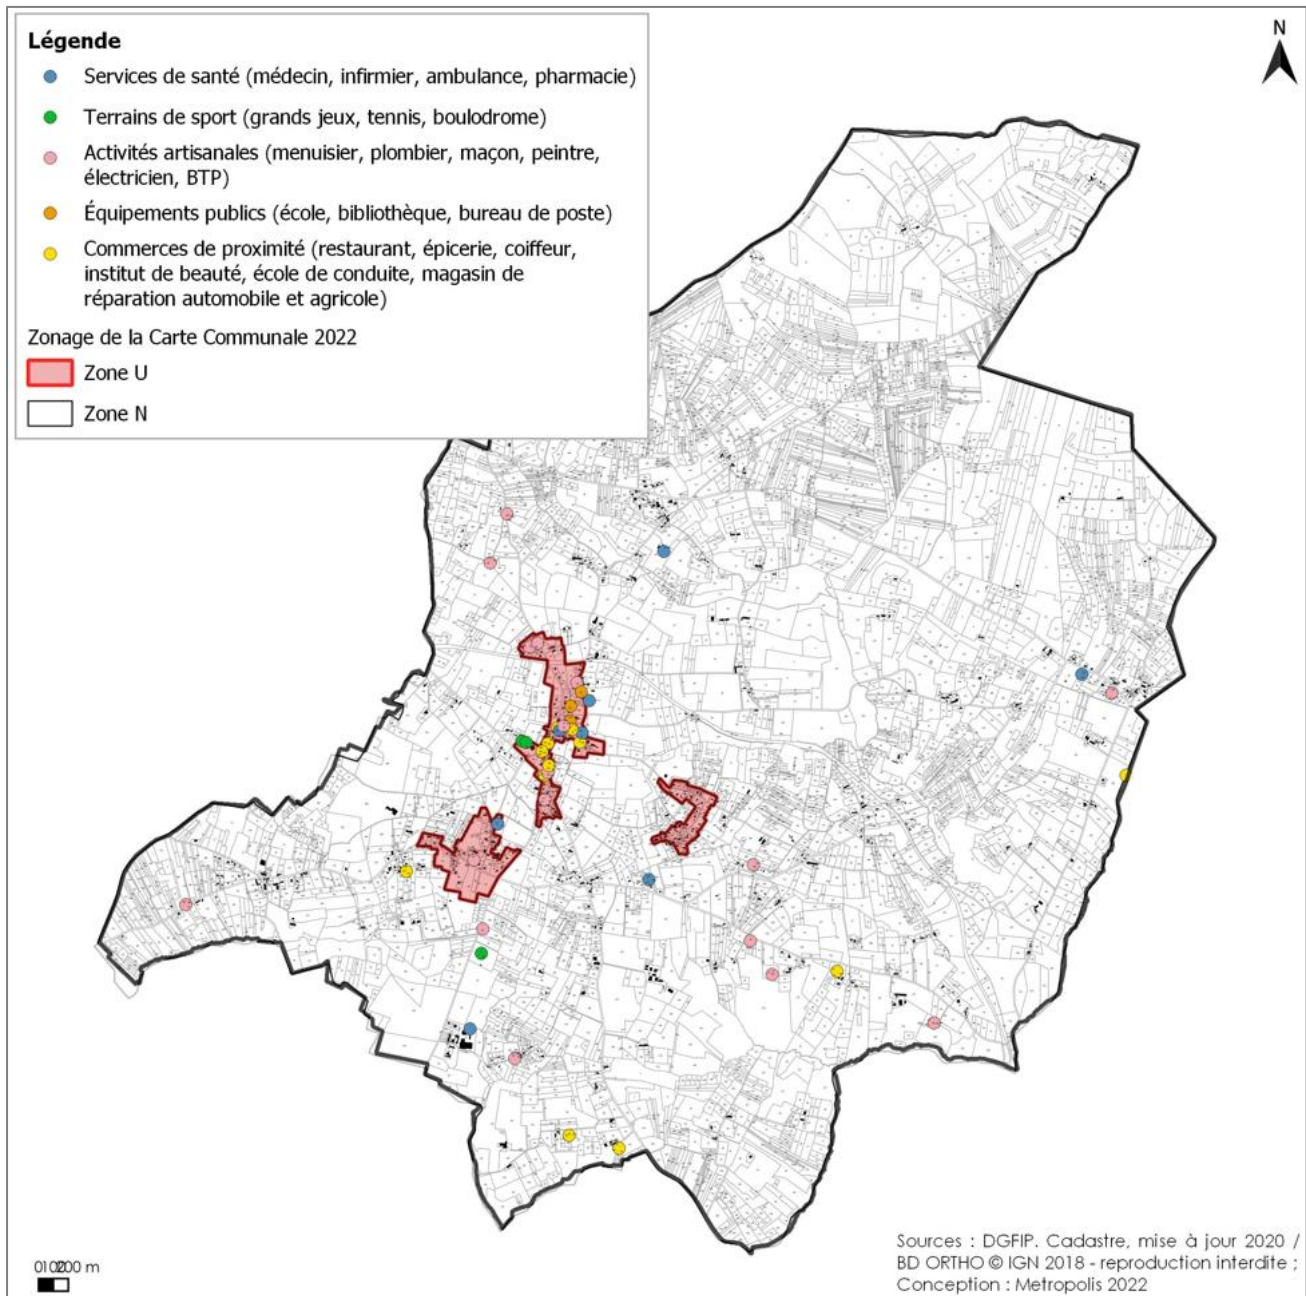 N
Légende
Services de santé (médecin, infirmier, ambulance, pharmacie)
Terrains de sport (grands jeux, tennis, boulodrome)
Activités artisanales (menuisier, plombier, maçon, peintre,
électricien, BTP)
Équipements publics (école, bibliothèque, bureau de poste)
Commerces de proximité (restaurant, épicerie, coiffeur,
institut de beauté, école de conduite, magasin de
réparation automobile et agricole)
Zonage de la Carte Communale 2022
Zone U
Zone N
Sources : DGFIP. Cadastre, mise à jour 2020 /
BD ORTHO © IGN 2018 - reproduction interdite ;
Conception : Metropolis 2022
m